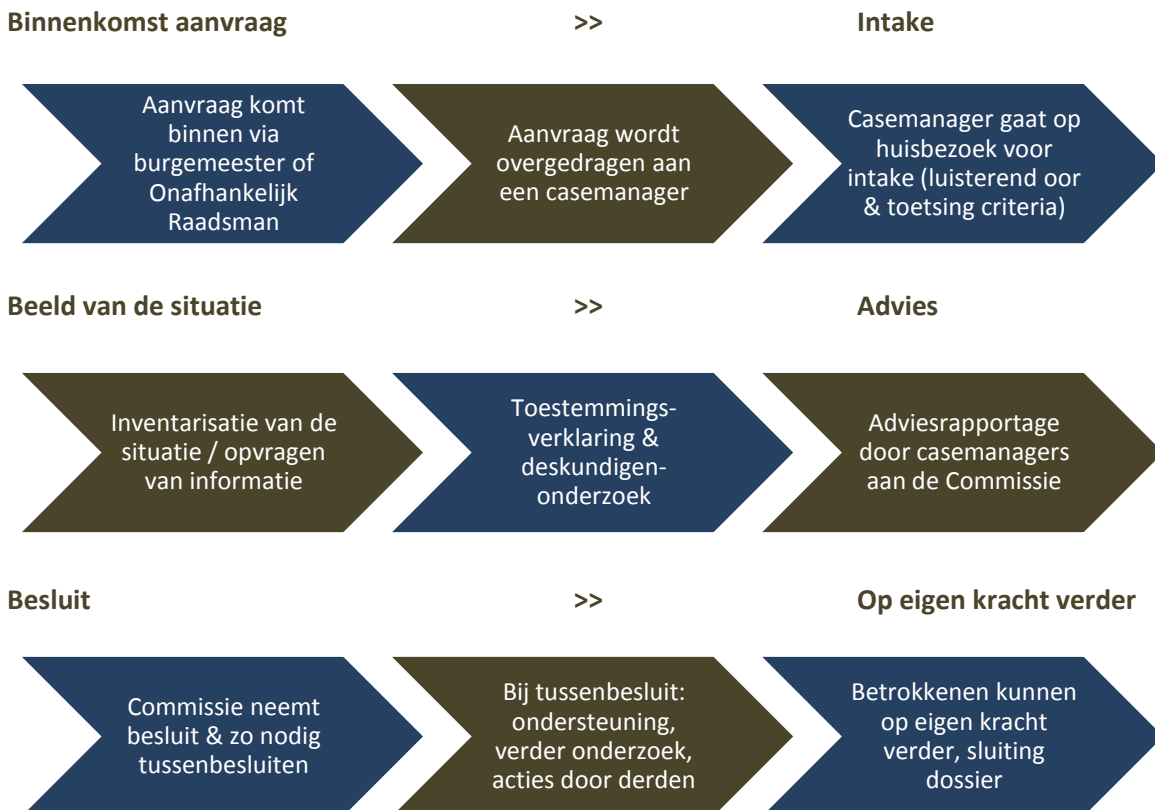 Binnenkomst aanvraag >> Intake
Aanvraag komt
binnen via
burgemeester of
Onafhankelijk
Raadsman
Aanvraag wordt
overgedragen aan
een casemanager
Casemanager gaat op
huisbezoek voor
intake (luisterend oor
& toetsing criteria)
Beeld van de situatie >> Advies
Inventarisatie van de
situatie / opvragen
van informatie
Toestemmings-
verklaring &
deskundigen-
onderzoek
Adviesrapportage
door casemanagers
aan de Commissie
Besluit >> Op eigen kracht verder
Commissie neemt
besluit & zo nodig
tussenbesluiten
Bij tussenbesluit:
ondersteuning,
verder onderzoek,
acties door derden
Betrokkenen kunnen
op eigen kracht
verder, sluiting
dossier